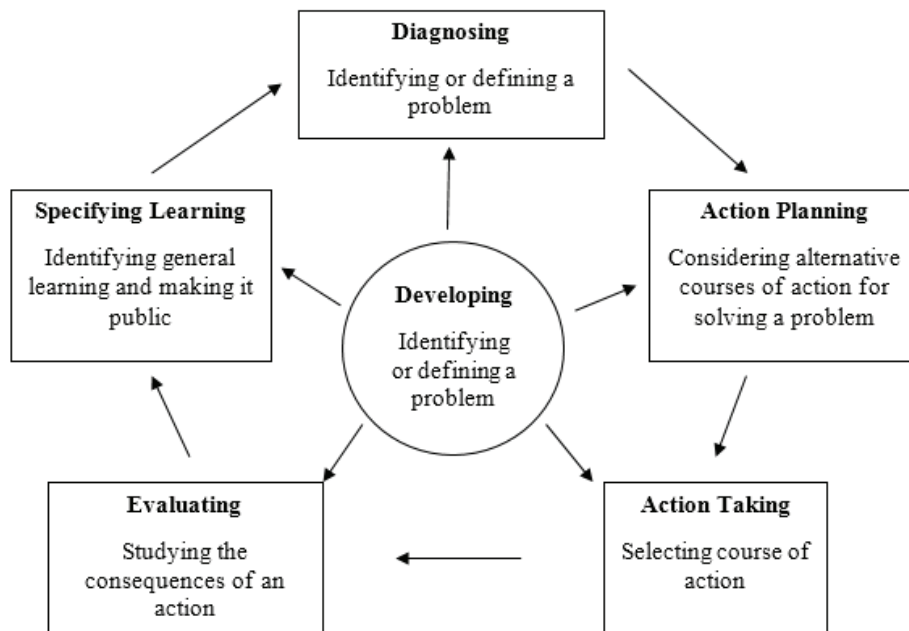 Diagnosing
Identifying or defining a
problem
Specifying Learning
Identifying general
learning and making it
public
Action Planning
Considering alternative
courses of action for
solving a problem
Developing
Identifying
or defining a
problem
Evaluating
Studying the
consequences of an
action
Action Taking
Selecting course of
action